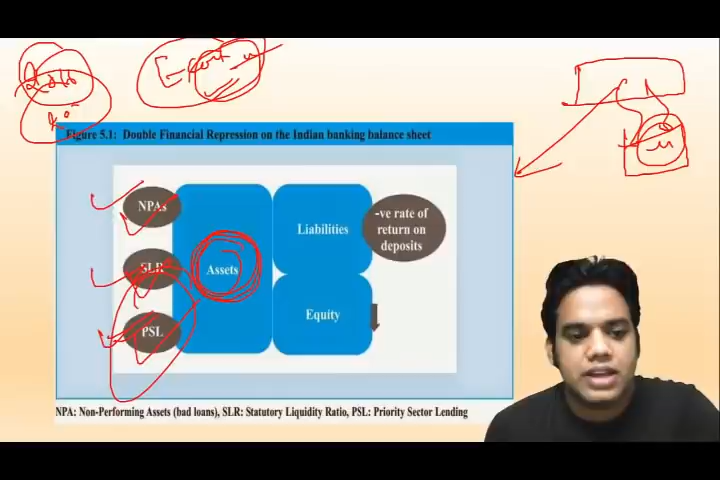 Figure 5.1: Double Financial Repression on the Indian banking balance sheet
NPAs
SLR
PSL
Assets
Liabilities
Equity
-ve rate of
return on
deposits
NPA: Non-Performing Assets (bad loans), SLR: Statutory Liquidity Ratio, PSL: Priority Sector Lending